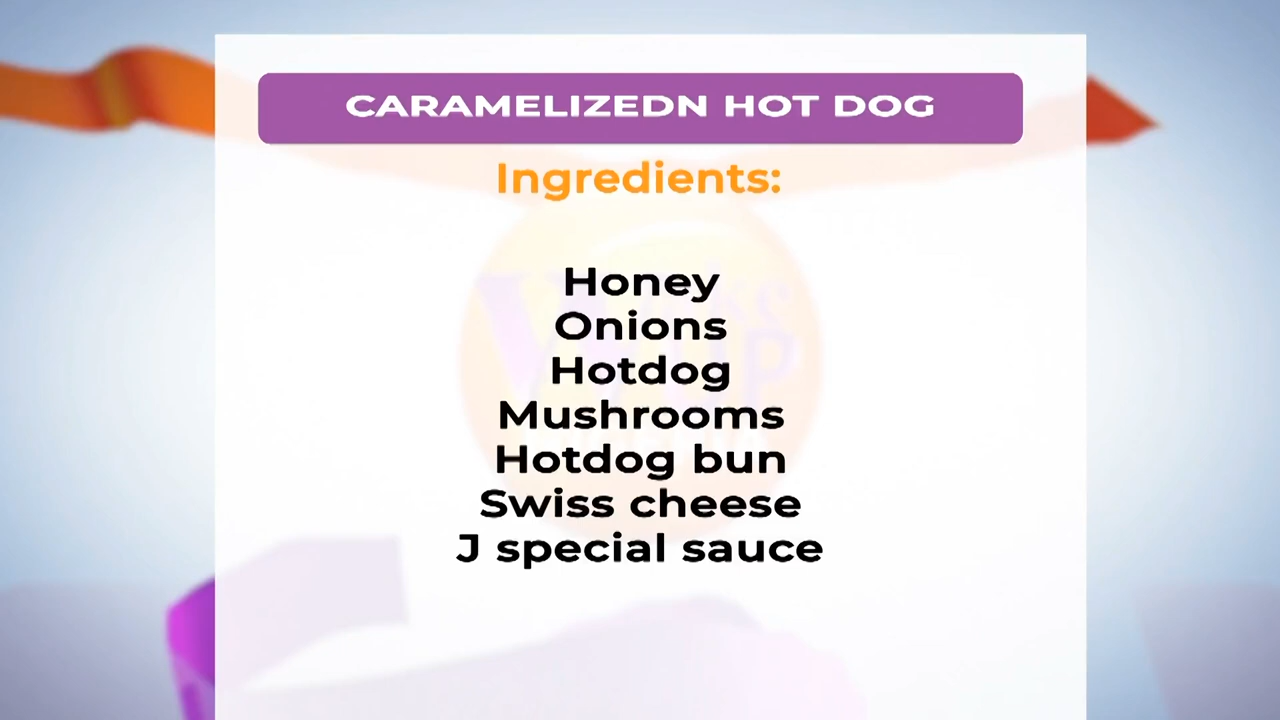 CARAMELIZEDN HOT DOG
Ingredients:
Honey
Onions
Hotdog
Mushrooms
Hotdog bun
Swiss cheese
J special sauce